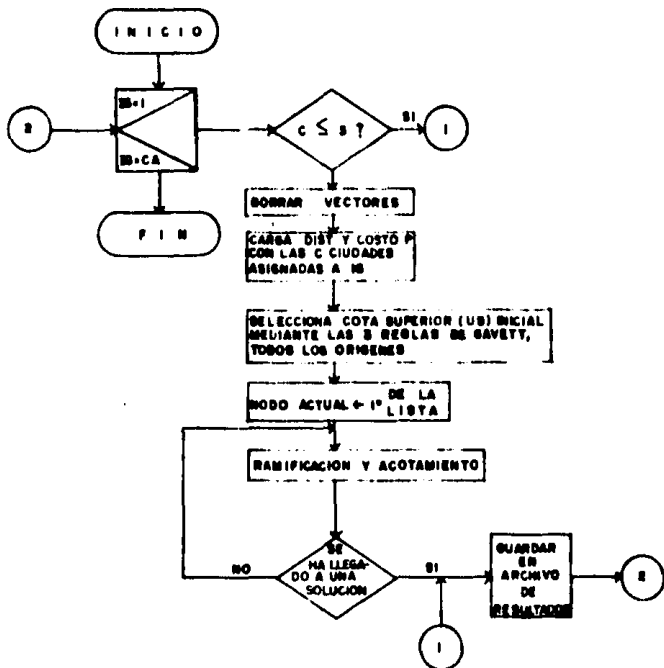 INICIO
IS=1
2
C ≤ 3 ?
SI
1
IS=CA
FIN
BORRAR VECTORES
CARGA DIST Y COSTO P
CON LAS C CIUDADES
ASIGNADAS A IS
SELECCIONA COTA SUPERIOR (UB) INICIAL
MEDIANTE LAS 3 REGLAS DE GAVETT,
TODOS LOS ORIGENES
NODO ACTUAL ← 1° DE LA
LISTA
RAMIFICACION Y ACOTAMIENTO
SE
HA LLEGA-
DO A UNA
SOLUCION
NO
SI
GUARDAR
EN
ARCHIVO
DE
RESULTADOS
2
1